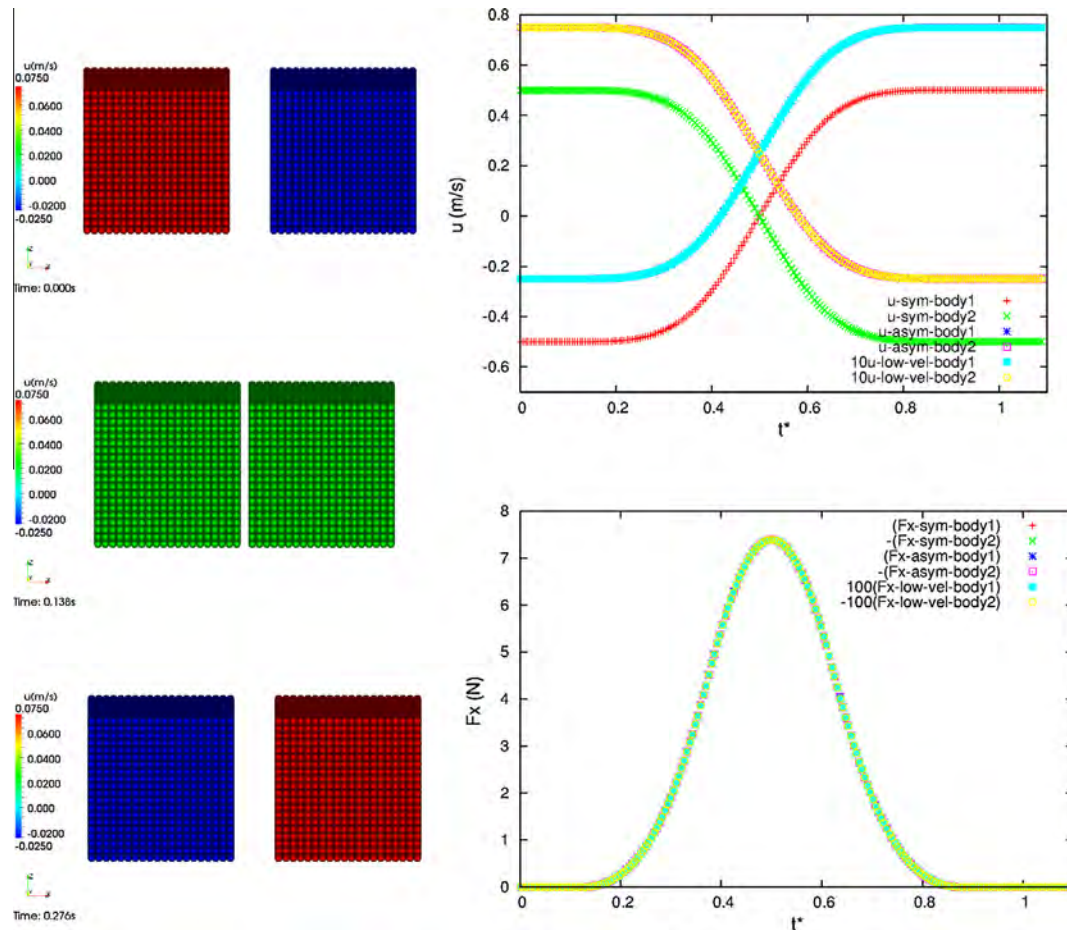 u(m/s)
0.0750
0.0600
0.0400
0.0200
0.000
-0.0200
-0.0250
Z
Y
X
Time: 0.000s
u(m/s)
0.0750
0.0600
0.0400
0.0200
0.000
-0.0200
-0.0250
Z
Y
X
Time: 0.138s
u(m/s)
0.0750
0.0600
0.0400
0.0200
0.000
-0.0200
-0.0250
Z
Y
X
Time: 0.276s
0.8
0.6
0.4
0.2
0
-0.2
-0.4
-0.6
u (m/s)
u-sym-body1
u-sym-body2
u-asym-body1
u-asym-body2
10u-low-vel-body1
10u-low-vel-body2
0 0.2 0.4 0.6 0.8 1
t*
8
7
6
5
4
3
2
1
0
Fx (N)
(Fx-sym-body1)
-(Fx-sym-body2)
(Fx-asym-body1)
-(Fx-asym-body2)
100(Fx-low-vel-body1)
-100(Fx-low-vel-body2)
0 0.2 0.4 0.6 0.8 1
t*